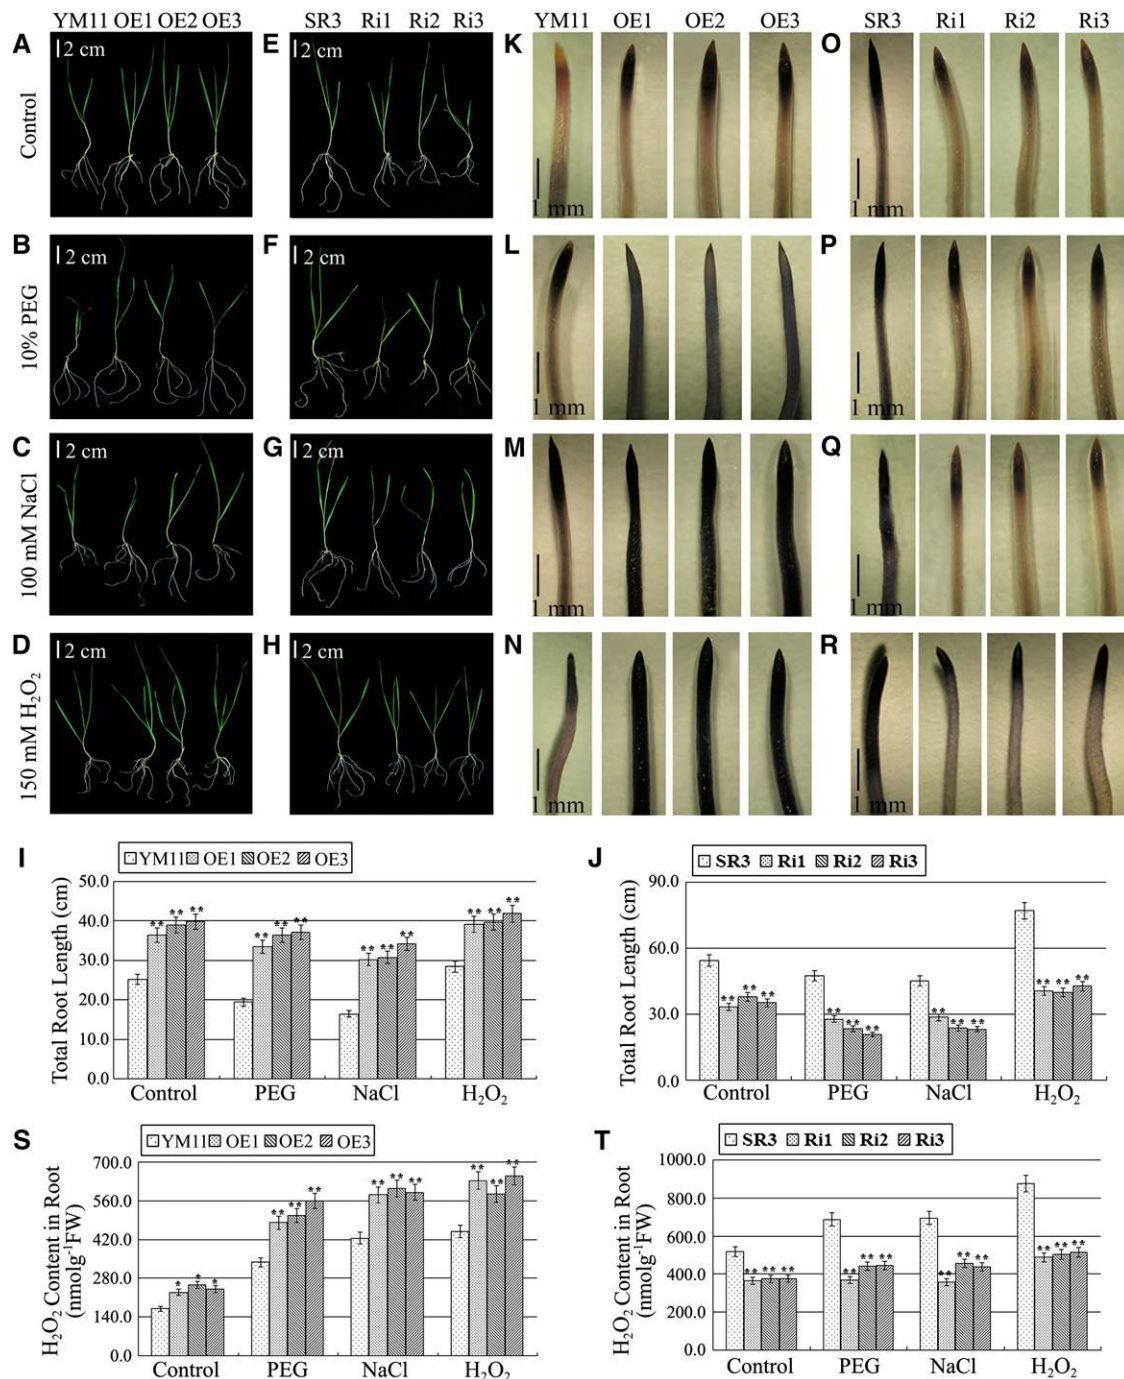 YM11 OE1 OE2 OE3 SR3 Ri1 Ri2 Ri3 YM11 OE1 OE2 OE3 SR3 Ri1 Ri2 Ri3
A 2 cm E 2 cm K O
Control
1 mm 1 mm
B 2 cm F 2 cm L P
10% PEG
1 mm 1 mm
C 2 cm G 2 cm M Q
100 mM NaCl
1 mm 1 mm
D 2 cm H 2 cm N R
150 mM H₂O₂
1 mm 1 mm
I
YM11 OE1 OE2 OE3
Total Root Length (cm)
50.0
40.0
30.0
20.0
10.0
0.0
** ** ** ** ** ** ** ** ** ** ** **
Control PEG NaCl H₂O₂
J
SR3 Ri1 Ri2 Ri3
Total Root Length (cm)
90.0
60.0
30.0
0.0
** ** ** ** ** ** ** ** ** ** ** **
Control PEG NaCl H₂O₂
S
YM11 OE1 OE2 OE3
H₂O₂ Content in Root
(nmolg⁻¹FW)
700.0
560.0
420.0
280.0
140.0
0.0
* * * ** ** ** ** ** ** ** ** **
Control PEG NaCl H₂O₂
T
SR3 Ri1 Ri2 Ri3
H₂O₂ Content in Root
(nmolg⁻¹FW)
1000.0
800.0
600.0
400.0
200.0
0.0
** ** ** ** ** ** ** ** ** ** ** **
Control PEG NaCl H₂O₂